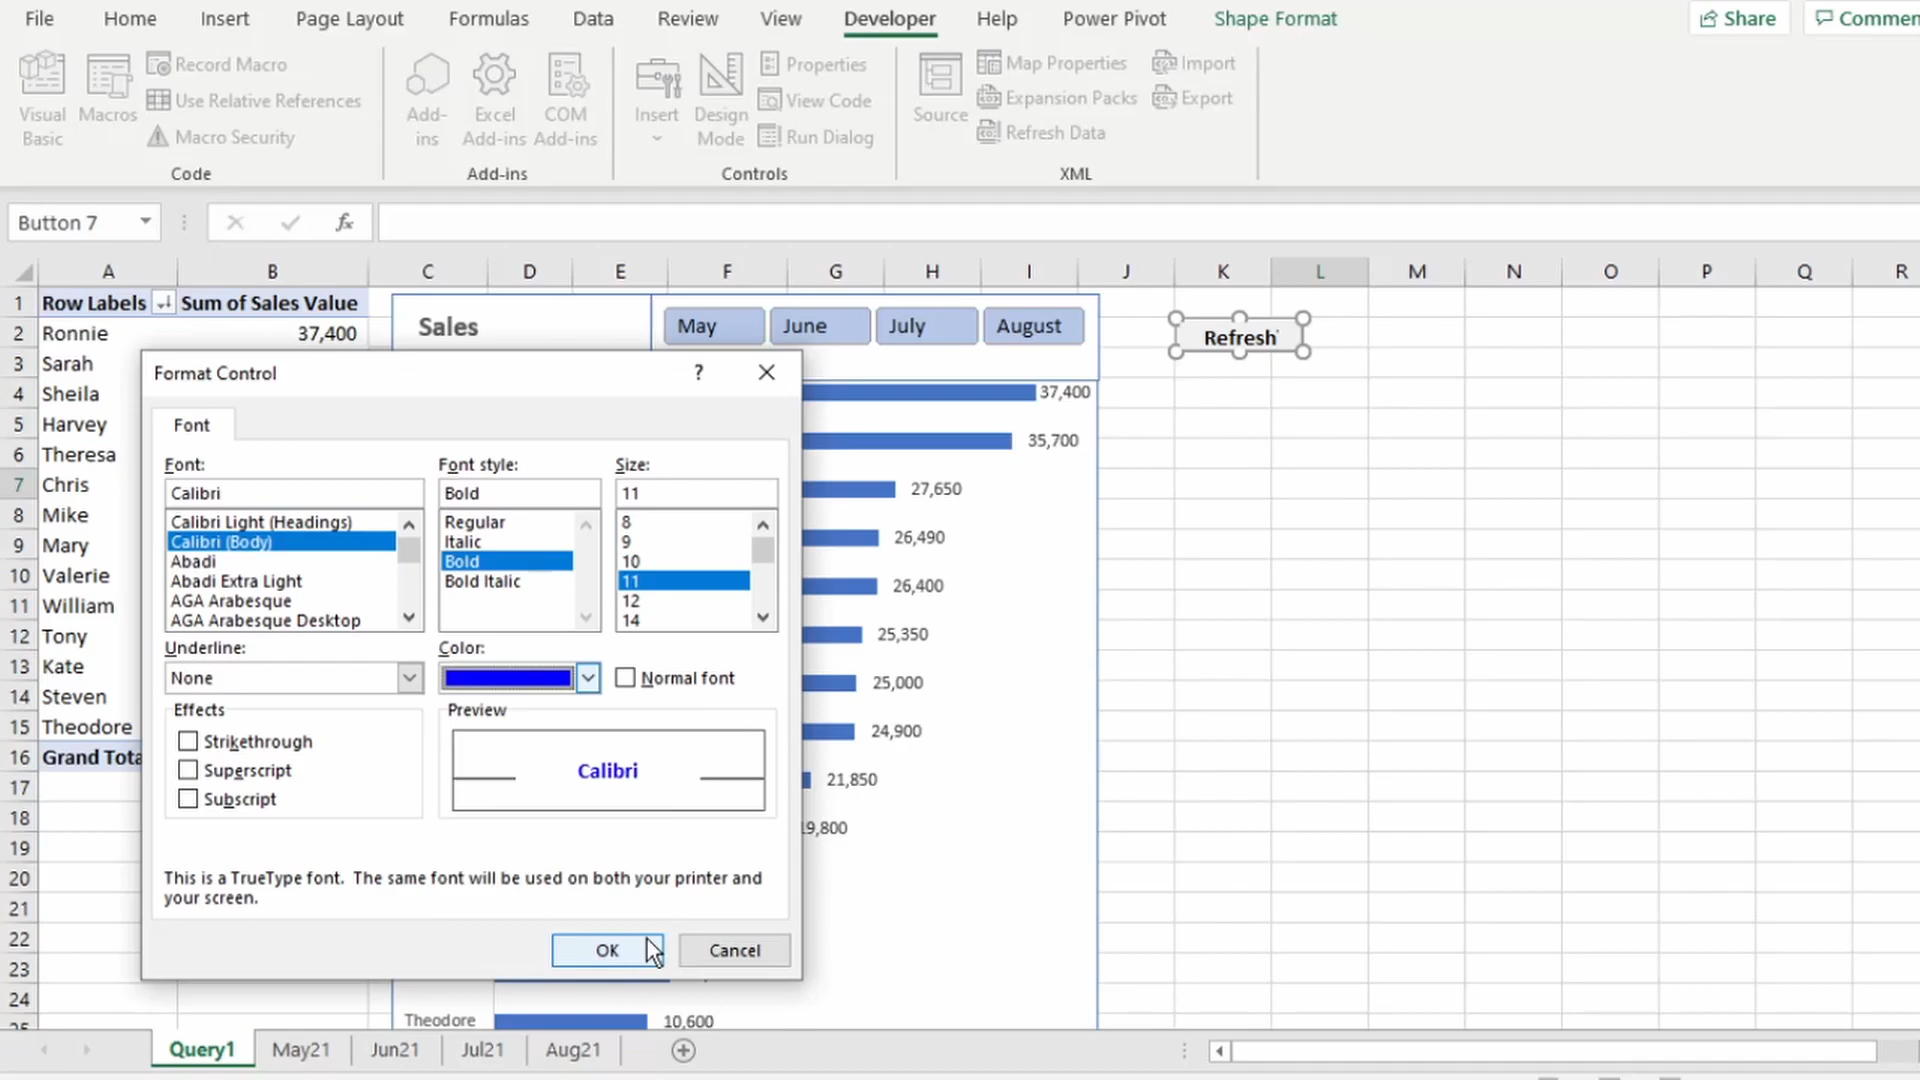 File Home Insert Page Layout Formulas Data Review View Developer Help Power Pivot Shape Format Share
Visual Basic
Macros
Record Macro
Use Relative References
Macro Security
Code
Add-ins
Excel Add-ins
COM Add-ins
Add-ins
Insert
Design Mode
Properties
View Code
Run Dialog
Controls
Source
Map Properties
Expansion Packs
Refresh Data
Import
Export
XML
Button 7
fx
A B C D E F G H I J K L M N O P Q R
1 Row Labels Sum of Sales Value
2 Ronnie 37,400
3 Sarah
4 Sheila
5 Harvey
6 Theresa
7 Chris
8 Mike
9 Mary
10 Valerie
11 William
12 Tony
13 Kate
14 Steven
15 Theodore
16 Grand Tota
17
18
19
20
21
22
23
24
Sales
May June July August
Refresh
37,400
35,700
27,650
26,490
26,400
25,350
25,000
24,900
21,850
19,800
Theodore 10,600
Format Control ?
Font
Font:
Calibri
Calibri Light (Headings)
Calibri (Body)
Abadi
Abadi Extra Light
AGA Arabesque
AGA Arabesque Desktop
Font style:
Bold
Regular
Italic
Bold
Bold Italic
Size:
11
8
9
10
11
12
14
Underline:
None
Color:
Normal font
Effects
Strikethrough
Superscript
Subscript
Preview
Calibri
This is a TrueType font. The same font will be used on both your printer and
your screen.
OK Cancel
Query1 May21 Jun21 Jul21 Aug21